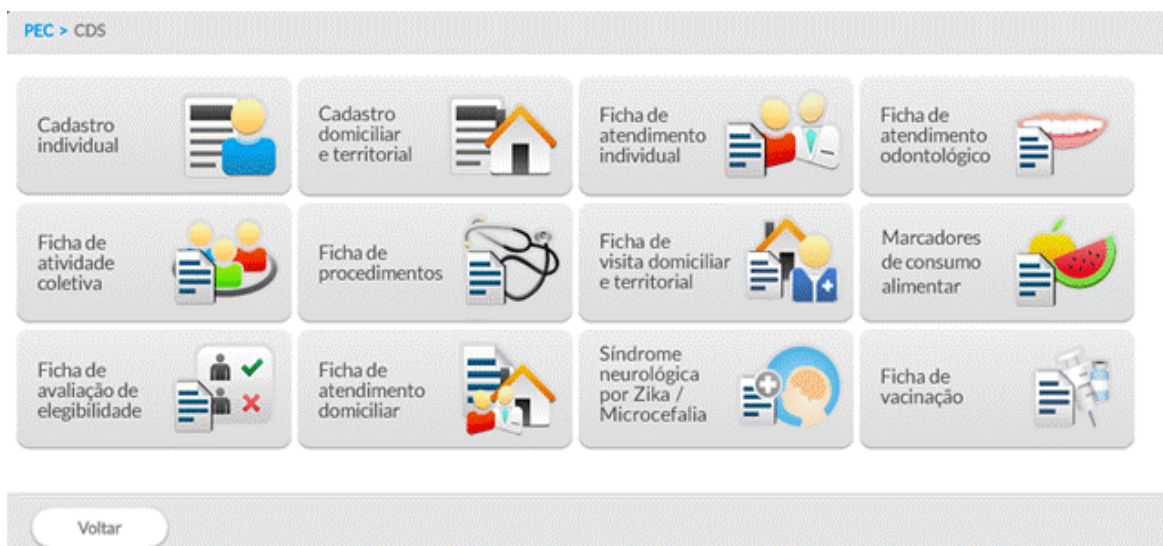 PEC > CDS
Cadastro
individual
Cadastro
domiciliar
e territorial
Ficha de
atendimento
individual
Ficha de
atendimento
odontológico
Ficha de
atividade
coletiva
Ficha de
procedimentos
Ficha de
visita domiciliar
e territorial
Marcadores
de consumo
alimentar
Ficha de
avaliação de
elegibilidade
Ficha de
atendimento
domiciliar
Síndrome
neurológica
por Zika /
Microcefalia
Ficha de
vacinação
Voltar